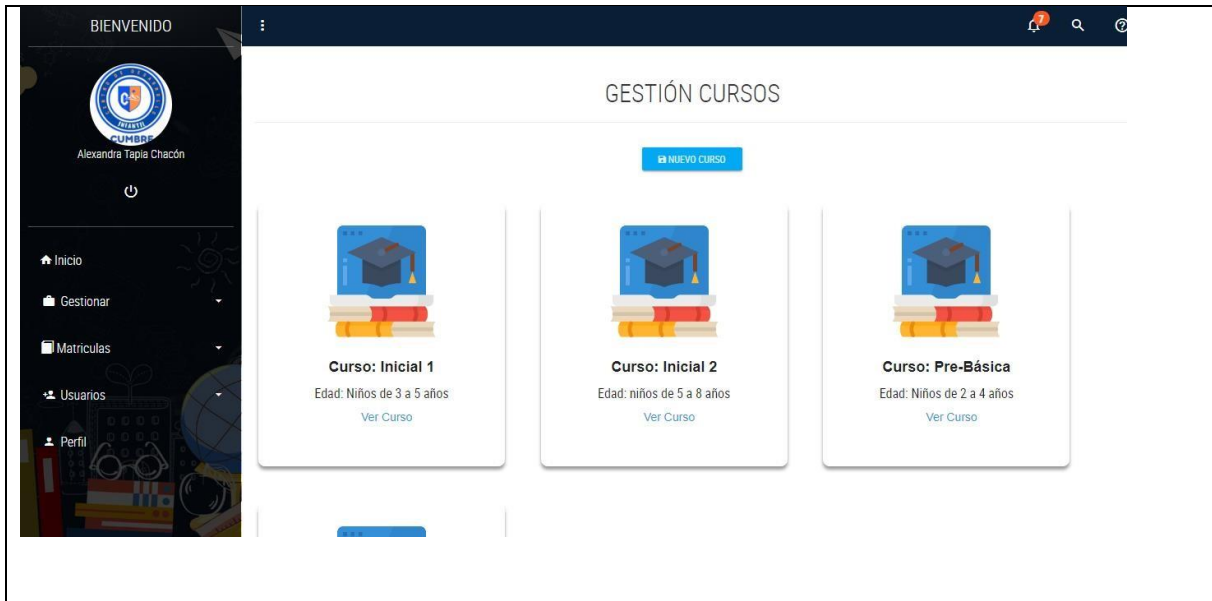 BIENVENIDO
7
CUMBRE
Alexandra Tapia Chacón
Inicio
Gestionar
Matriculas
Usuarios
Perfil
GESTIÓN CURSOS
NUEVO CURSO
Curso: Inicial 1
Edad: Niños de 3 a 5 años
Ver Curso
Curso: Inicial 2
Edad: niños de 5 a 8 años
Ver Curso
Curso: Pre-Básica
Edad: Niños de 2 a 4 años
Ver Curso